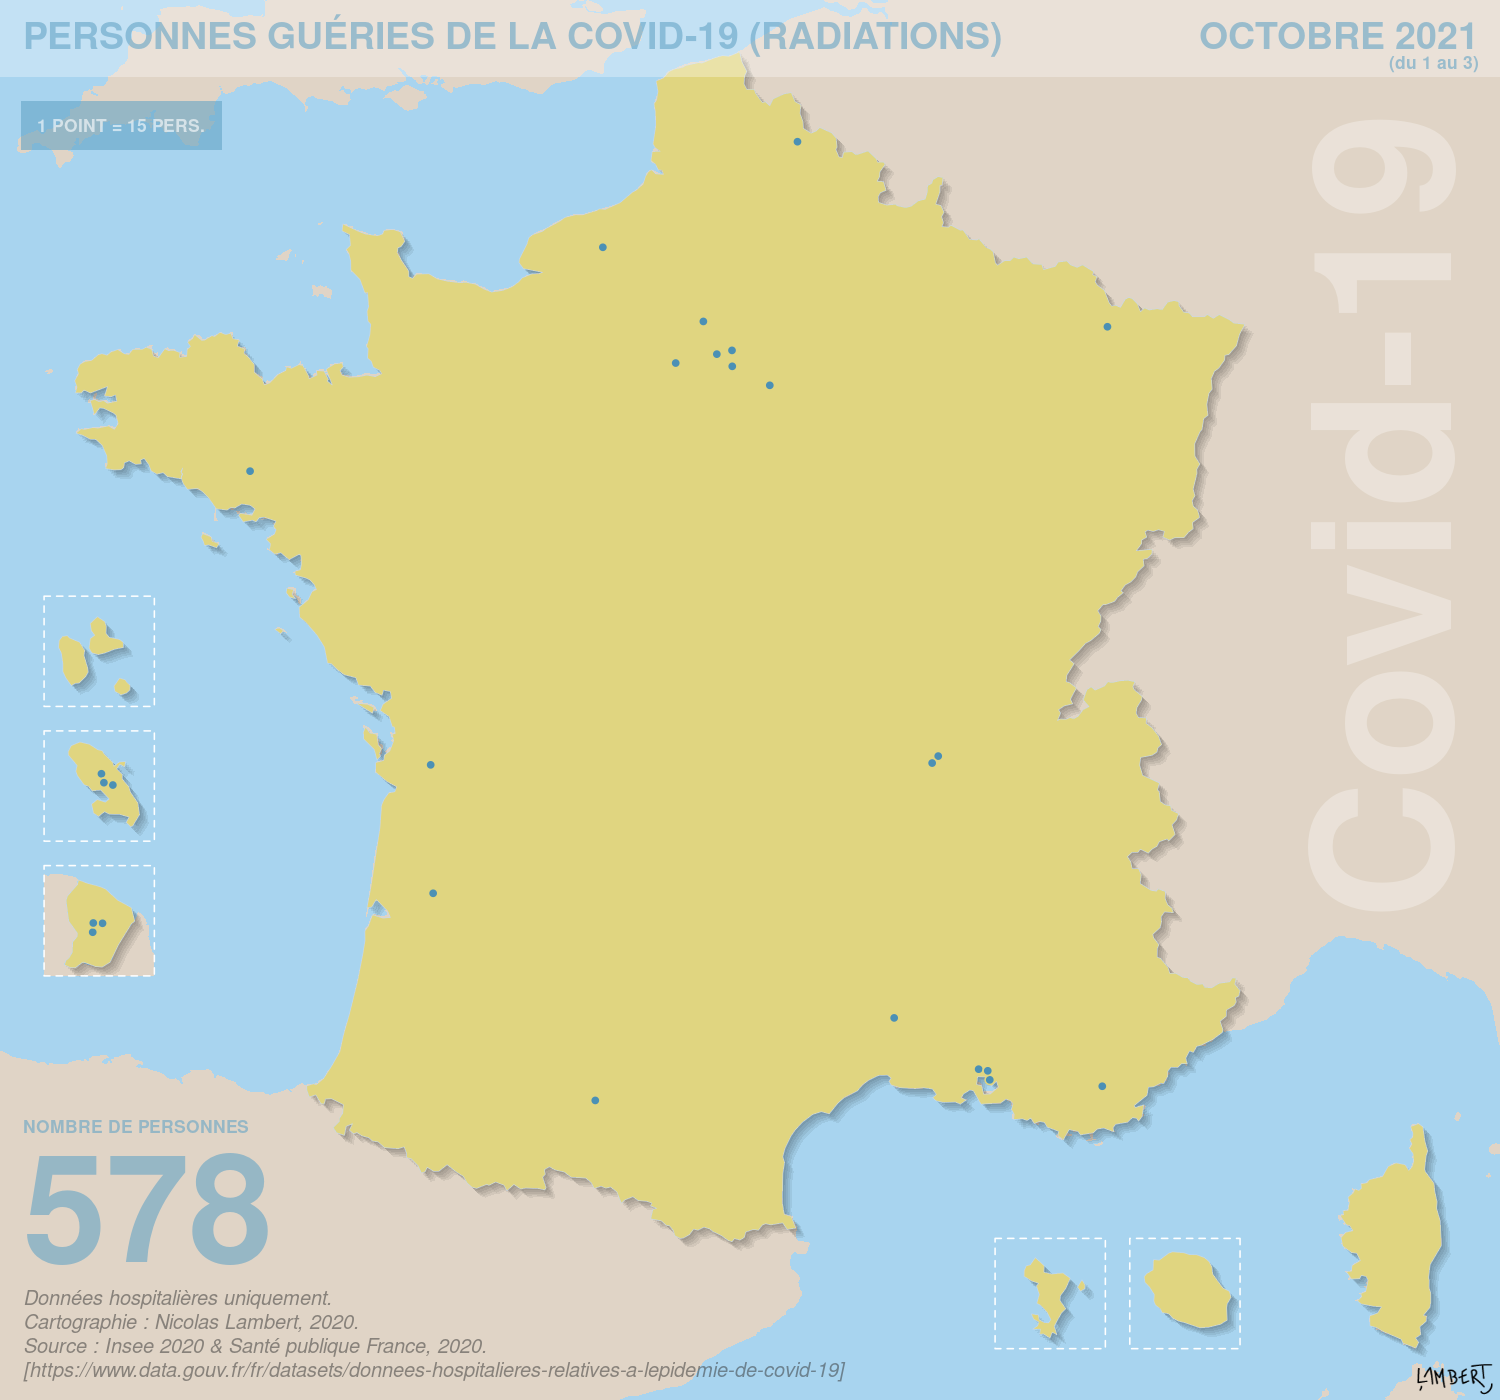 PERSONNES GUÉRIES DE LA COVID-19 (RADIATIONS)
OCTOBRE 2021
(du 1 au 3)
1 POINT = 15 PERS.
Covid-19
NOMBRE DE PERSONNES
578
Données hospitalières uniquement.
Cartographie : Nicolas Lambert, 2020.
Source : Insee 2020 & Santé publique France, 2020.
[https://www.data.gouv.fr/fr/datasets/donnees-hospitalieres-relatives-a-lepidemie-de-covid-19]
LAMBERT